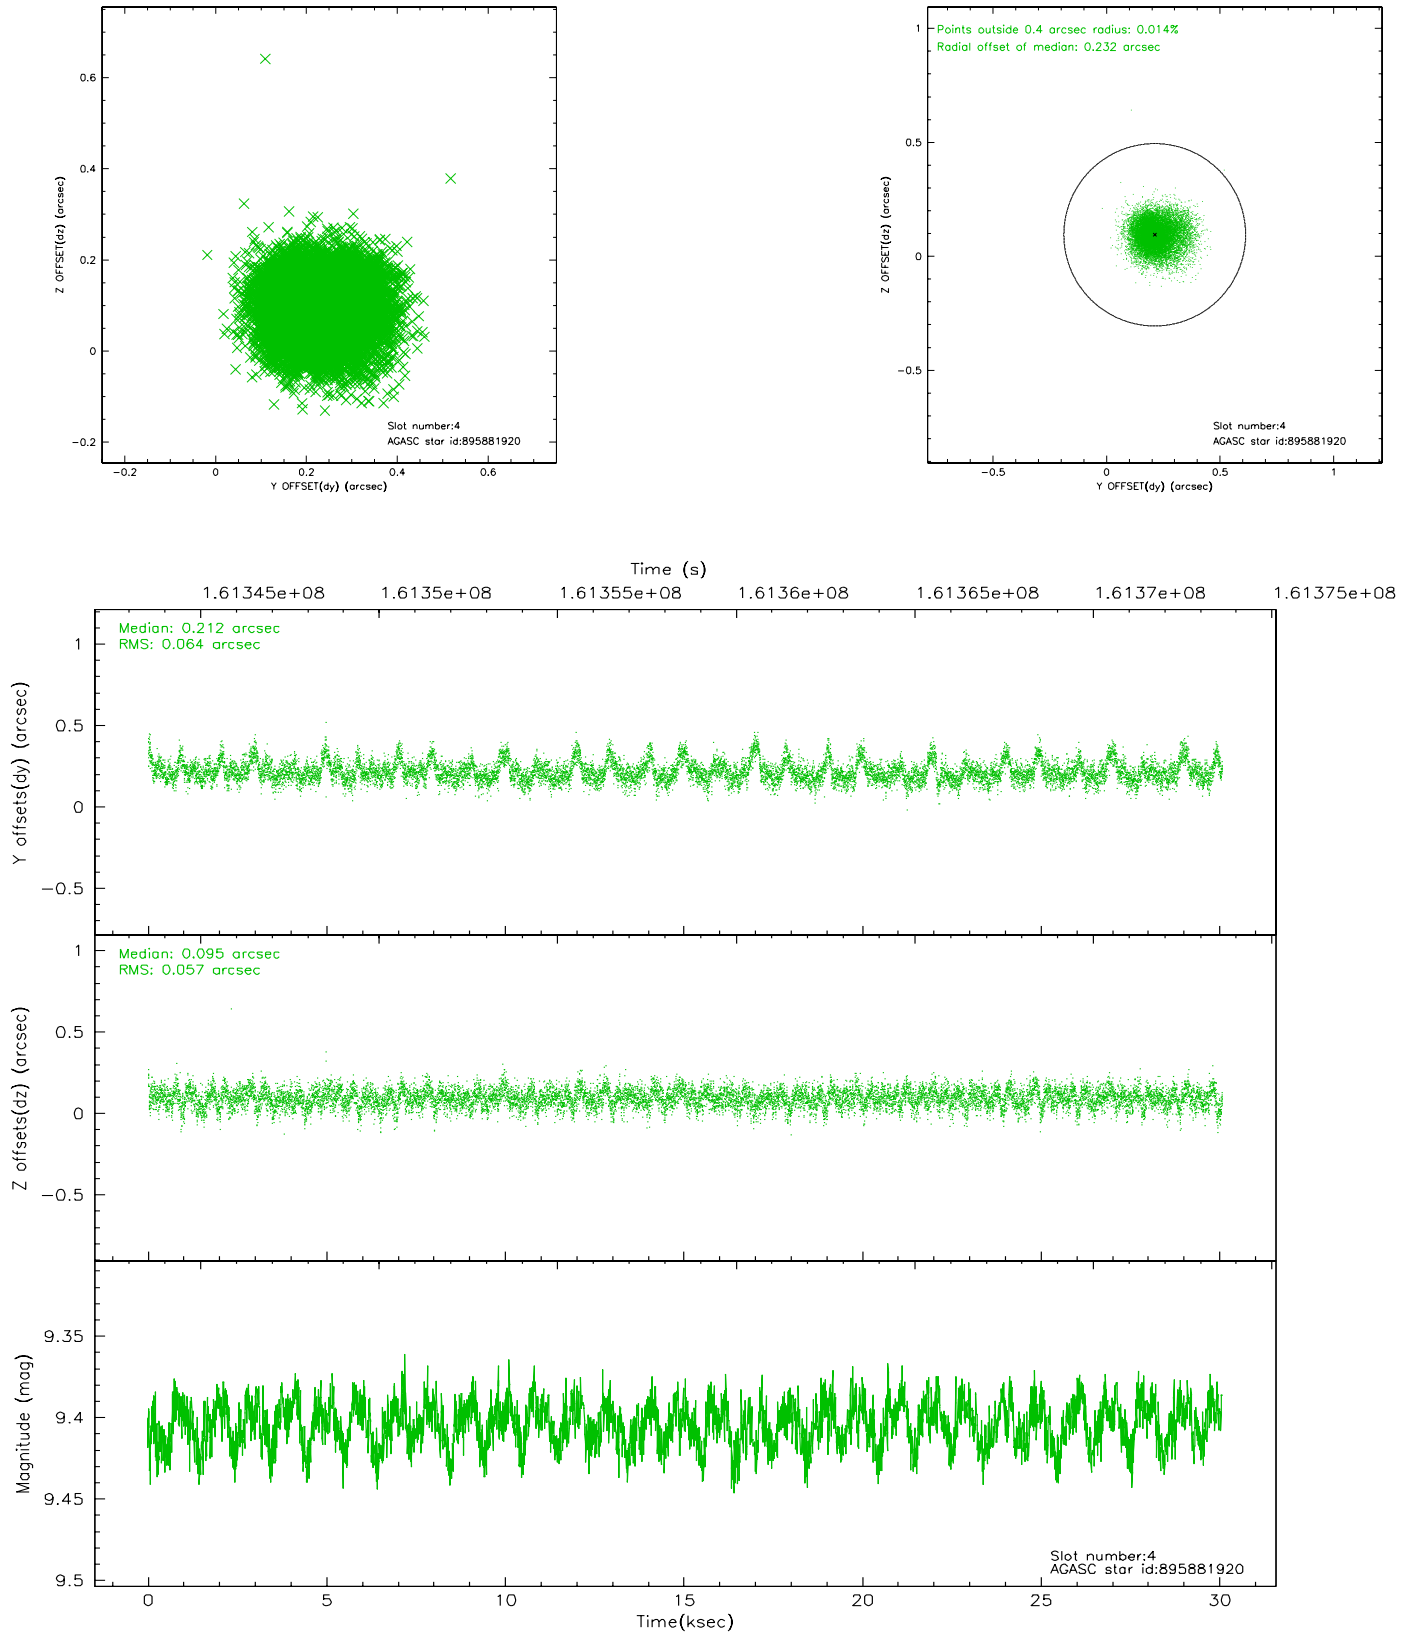 0.6
0.4
0.2
0
−0.2
Z OFFSET(dz) (arcsec)
Slot number:4
AGASC star id:895881920
−0.2 0 0.2 0.4 0.6
Y OFFSET(dy) (arcsec)
Points outside 0.4 arcsec radius: 0.014%
Radial offset of median: 0.232 arcsec
1
0.5
0
−0.5
Z OFFSET(dz) (arcsec)
Slot number:4
AGASC star id:895881920
−0.5 0 0.5 1
Y OFFSET(dy) (arcsec)
Time (s)
1.61345e+08 1.6135e+08 1.61355e+08 1.6136e+08 1.61365e+08 1.6137e+08 1.61375e+08
Median: 0.212 arcsec
RMS: 0.064 arcsec
1
0.5
0
−0.5
Y offsets(dy) (arcsec)
Median: 0.095 arcsec
RMS: 0.057 arcsec
1
0.5
0
−0.5
Z offsets(dz) (arcsec)
9.35
9.4
9.45
9.5
Magnitude (mag)
Slot number:4
AGASC star id:895881920
0 5 10 15 20 25 30
Time(ksec)